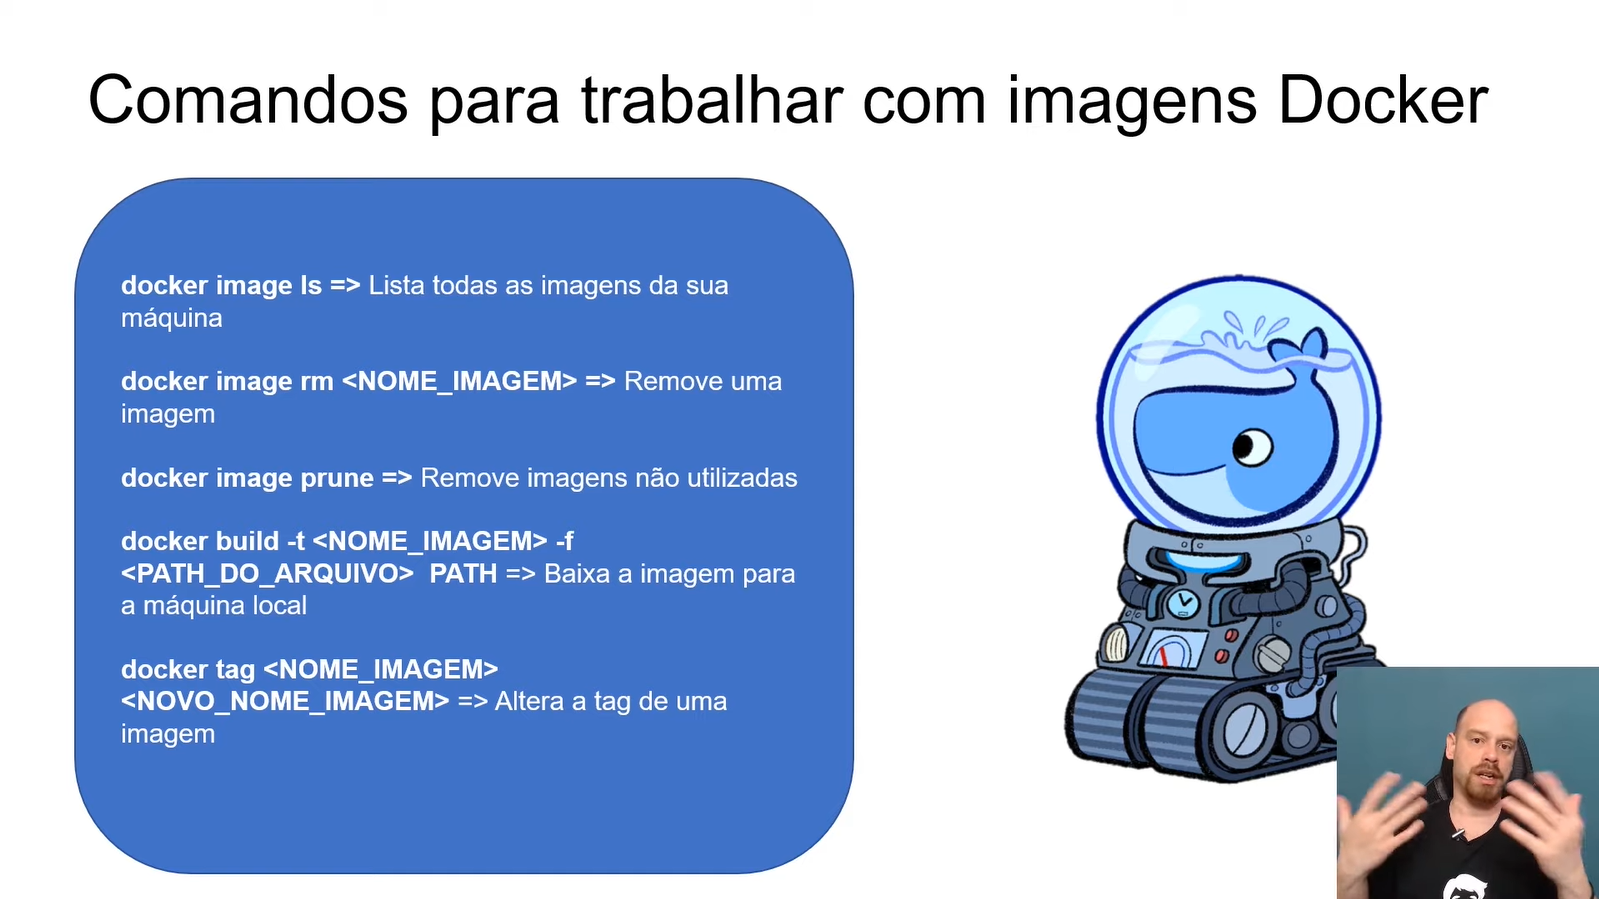 Comandos para trabalhar com imagens Docker
docker image ls => Lista todas as imagens da sua
máquina
docker image rm <NOME_IMAGEM> => Remove uma
imagem
docker image prune => Remove imagens não utilizadas
docker build -t <NOME_IMAGEM> -f
<PATH_DO_ARQUIVO>  PATH => Baixa a imagem para
a máquina local
docker tag <NOME_IMAGEM>
<NOVO_NOME_IMAGEM> => Altera a tag de uma
imagem